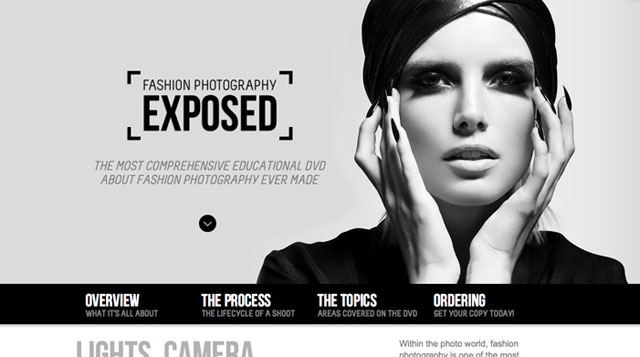 FASHION PHOTOGRAPHY
EXPOSED
THE MOST COMPREHENSIVE EDUCATIONAL DVD
ABOUT FASHION PHOTOGRAPHY EVER MADE
OVERVIEW
WHAT IT'S ALL ABOUT
THE PROCESS
THE LIFECYCLE OF A SHOOT
THE TOPICS
AREAS COVERED ON THE DVD
ORDERING
GET YOUR COPY TODAY!
LIGHTS, CAMERA
Within the photo world, fashion
photography is one of the most